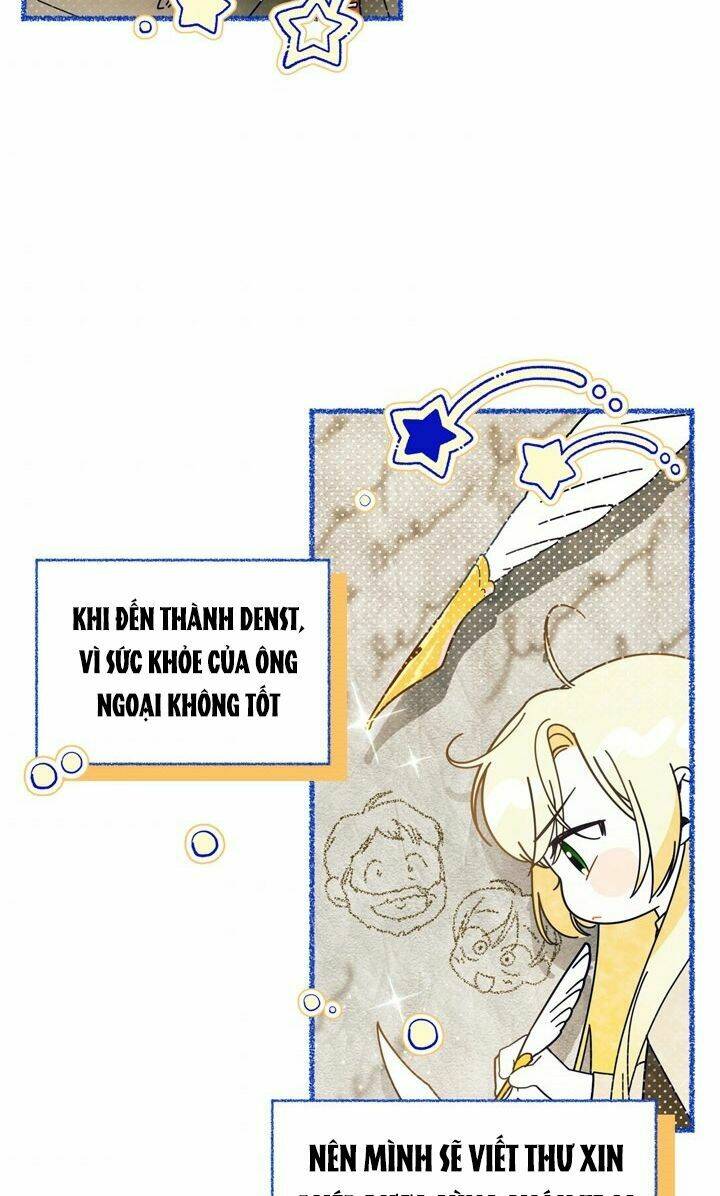 KHI ĐẾN THÀNH DENST,
VÌ SỨC KHỎE CỦA ÔNG
NGOẠI KHÔNG TỐT
NÊN MÌNH SẼ VIẾT THƯ XIN